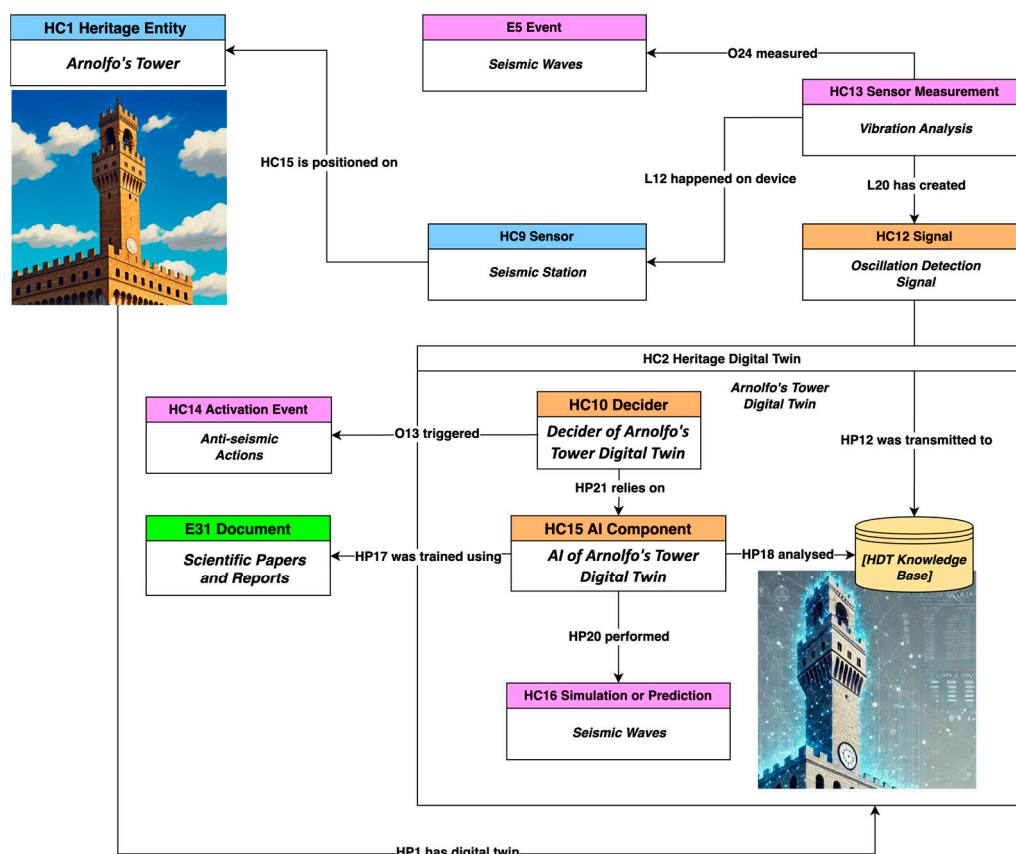 HC1 Heritage Entity
Arnolfo's Tower
E5 Event
Seismic Waves
O24 measured
HC13 Sensor Measurement
Vibration Analysis
HC15 is positioned on
L12 happened on device
L20 has created
HC9 Sensor
Seismic Station
HC12 Signal
Oscillation Detection
Signal
HC2 Heritage Digital Twin
Arnolfo's Tower
Digital Twin
HC14 Activation Event
Anti-seismic
Actions
O13 triggered
HC10 Decider
Decider of Arnolfo's
Tower Digital Twin
HP12 was transmitted to
HP21 relies on
E31 Document
Scientific Papers
and Reports
HP17 was trained using
HC15 AI Component
AI of Arnolfo's Tower
Digital Twin
HP18 analysed
[HDT Knowledge
Base]
HP20 performed
HC16 Simulation or Prediction
Seismic Waves
HP1 has digital twin